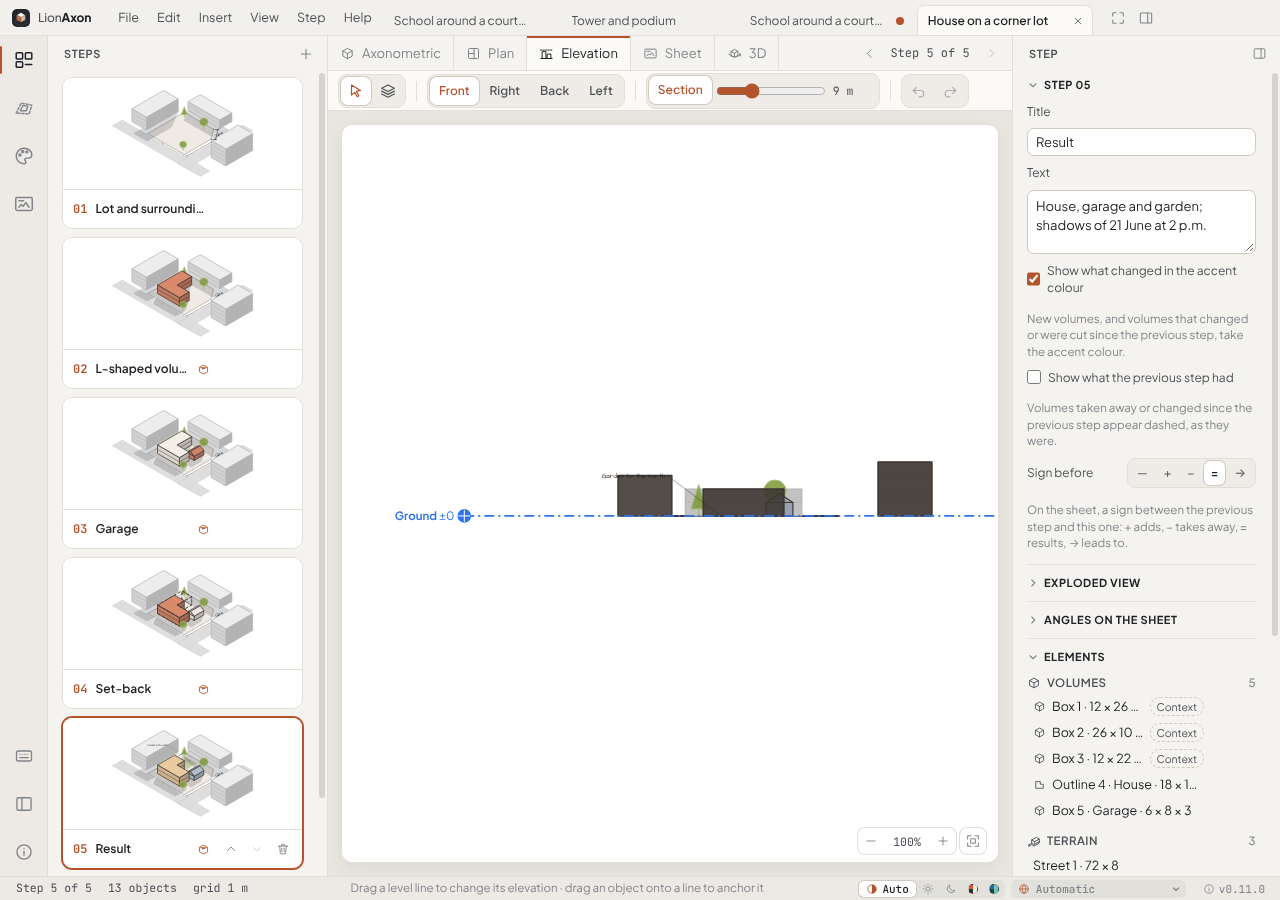 LionAxon
File Edit Insert View Step Help
School around a court…
Tower and podium
School around a court…
House on a corner lot
STEPS
Axonometric
Plan
Elevation
Sheet
3D
Step 5 of 5
STEP
Front Right Back Left
Section 9 m
STEP 05
Title
Result
Text
House, garage and garden;
shadows of 21 June at 2 p.m.
Show what changed in the accent
colour
New volumes, and volumes that changed
or were cut since the previous step, take
the accent colour.
Show what the previous step had
Volumes taken away or changed since the
previous step appear dashed, as they
were.
Sign before — + − = →
On the sheet, a sign between the previous
step and this one: + adds, − takes away, =
results, → leads to.
EXPLODED VIEW
ANGLES ON THE SHEET
ELEMENTS
VOLUMES 5
Box 1 · 12 × 26 … Context
Box 2 · 26 × 10 … Context
Box 3 · 12 × 22 … Context
Outline 4 · House · 18 × 1…
Box 5 · Garage · 6 × 8 × 3
TERRAIN 3
Street 1 · 72 × 8
01 Lot and surroundi…
02 L-shaped volu…
03 Garage
04 Set-back
05 Result
Ground ±0
100%
Step 5 of 5 13 objects grid 1 m
Drag a level line to change its elevation · drag an object onto a line to anchor it
Auto
Automatic
v0.11.0